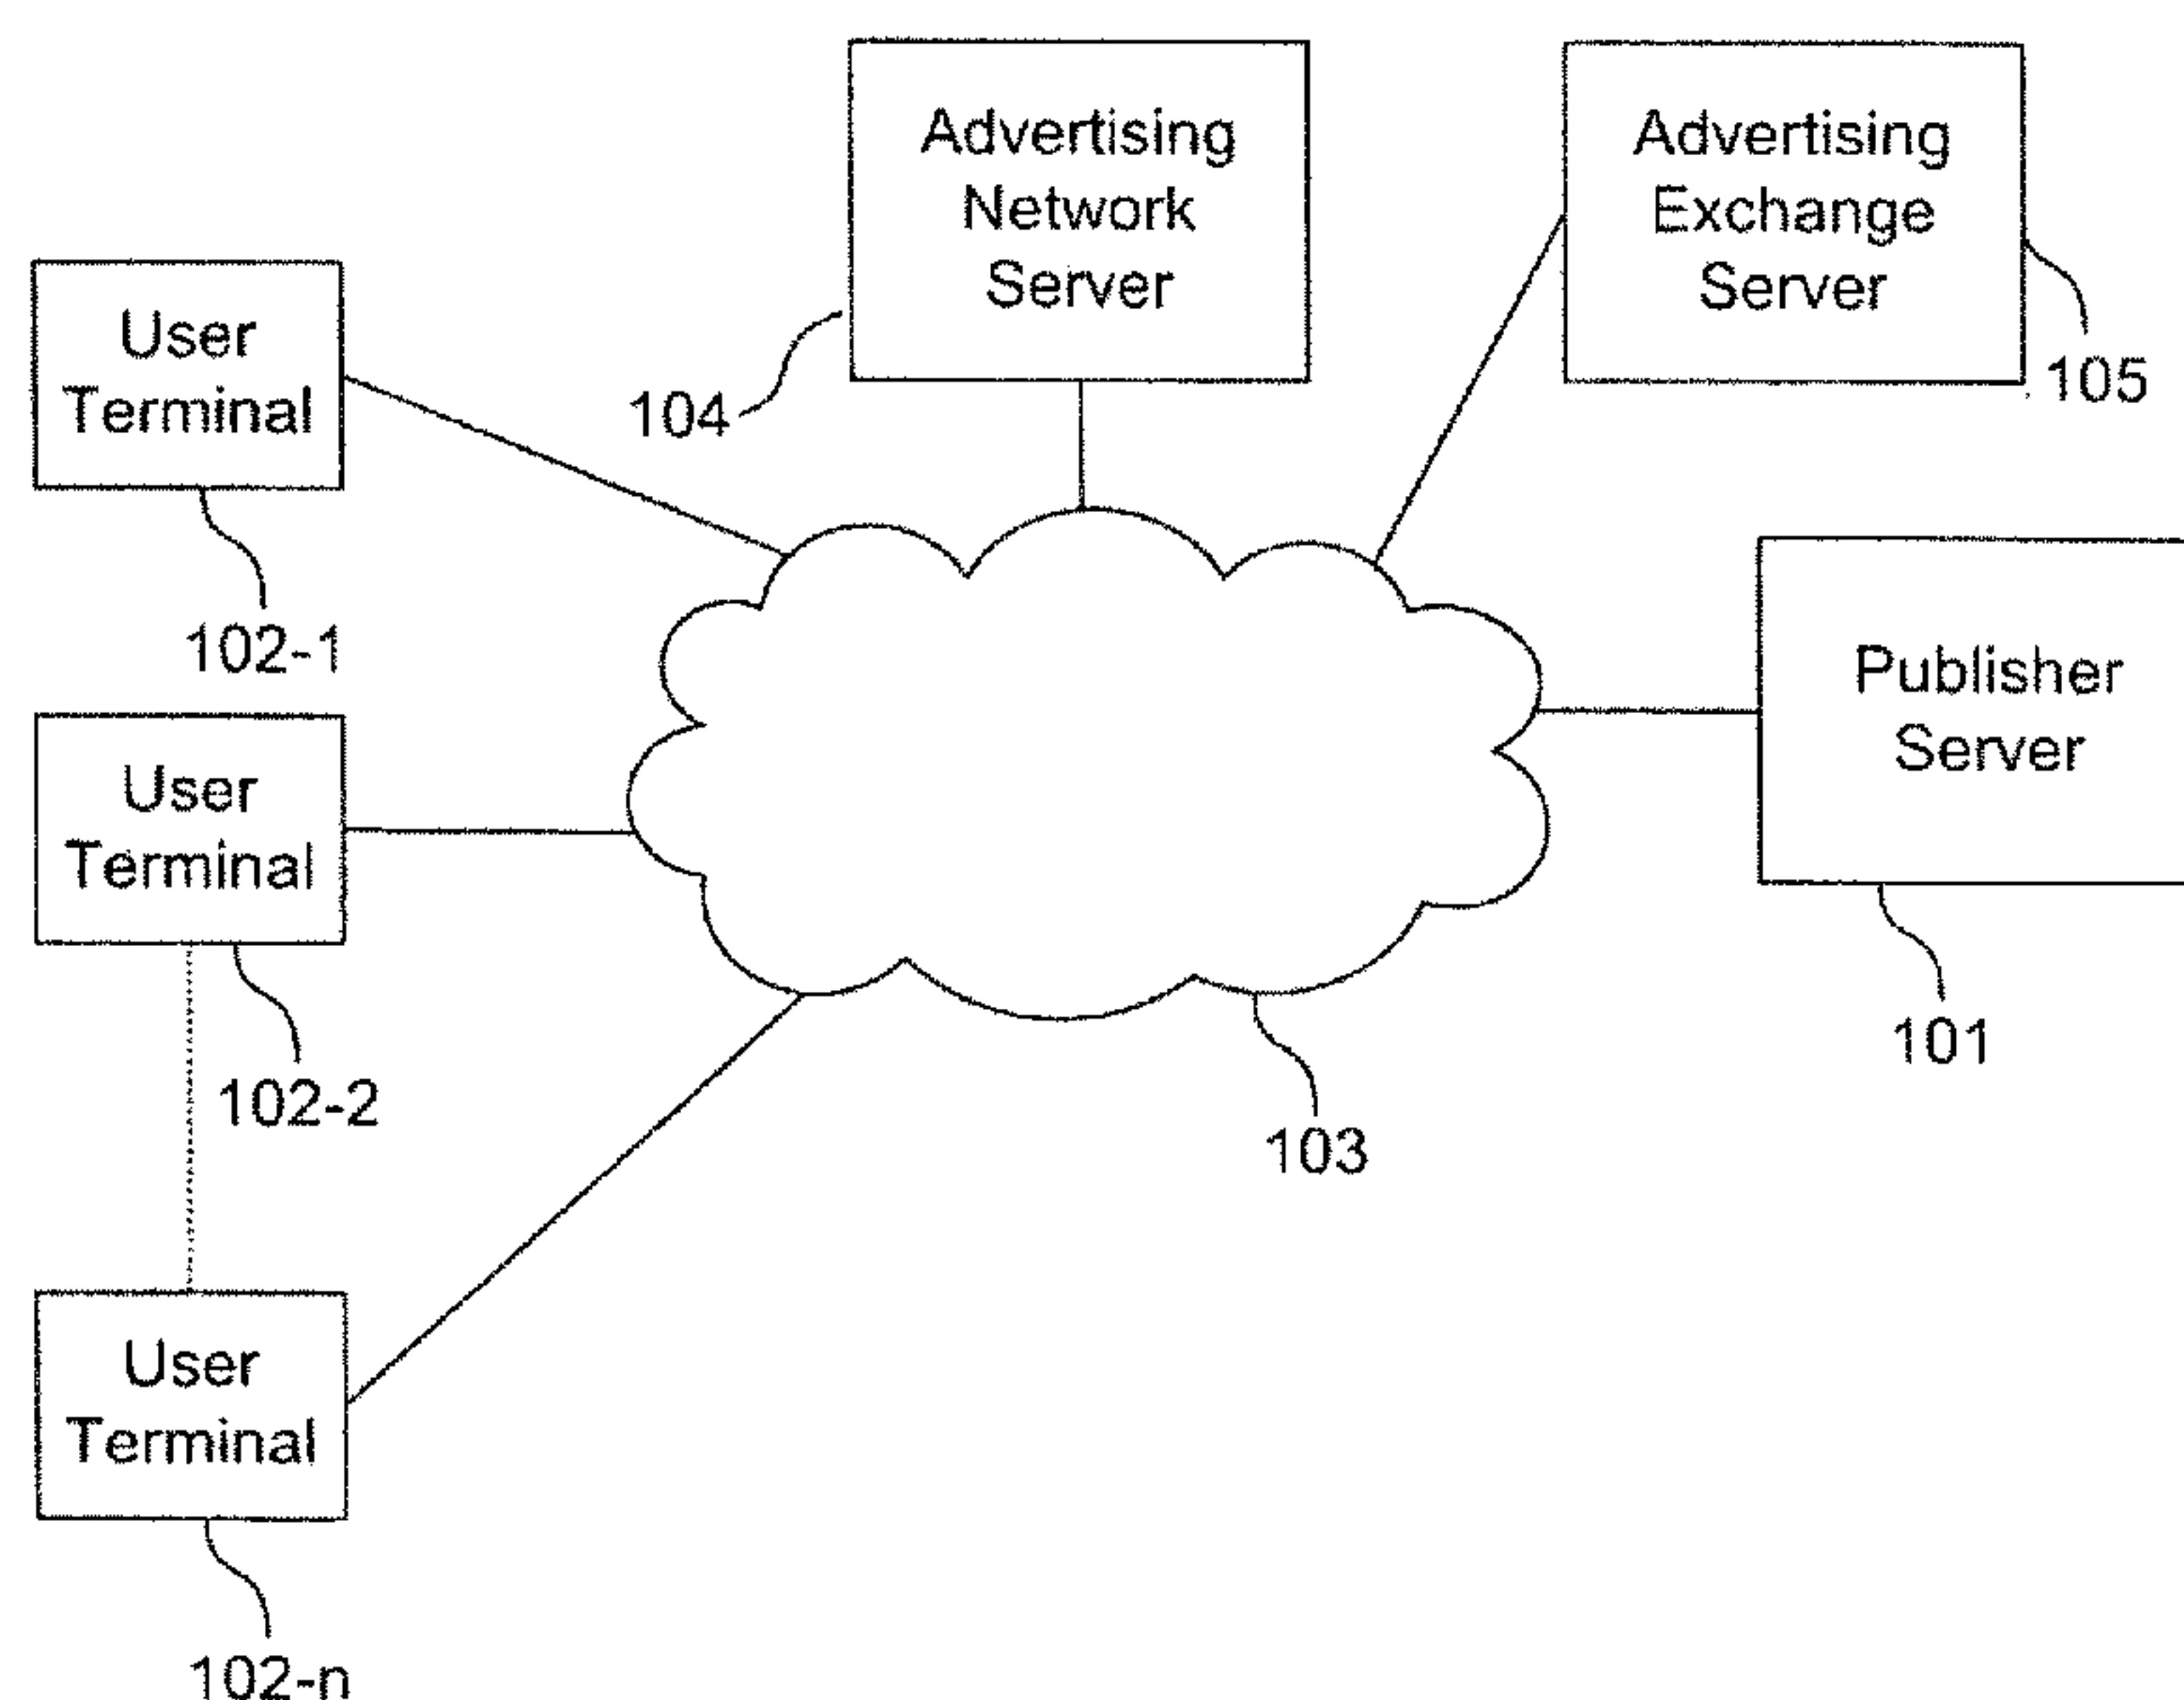 Advertising
Network
Server
104
Advertising
Exchange
Server
105
User
Terminal
102-1
User
Terminal
102-2
User
Terminal
102-n
103
Publisher
Server
101